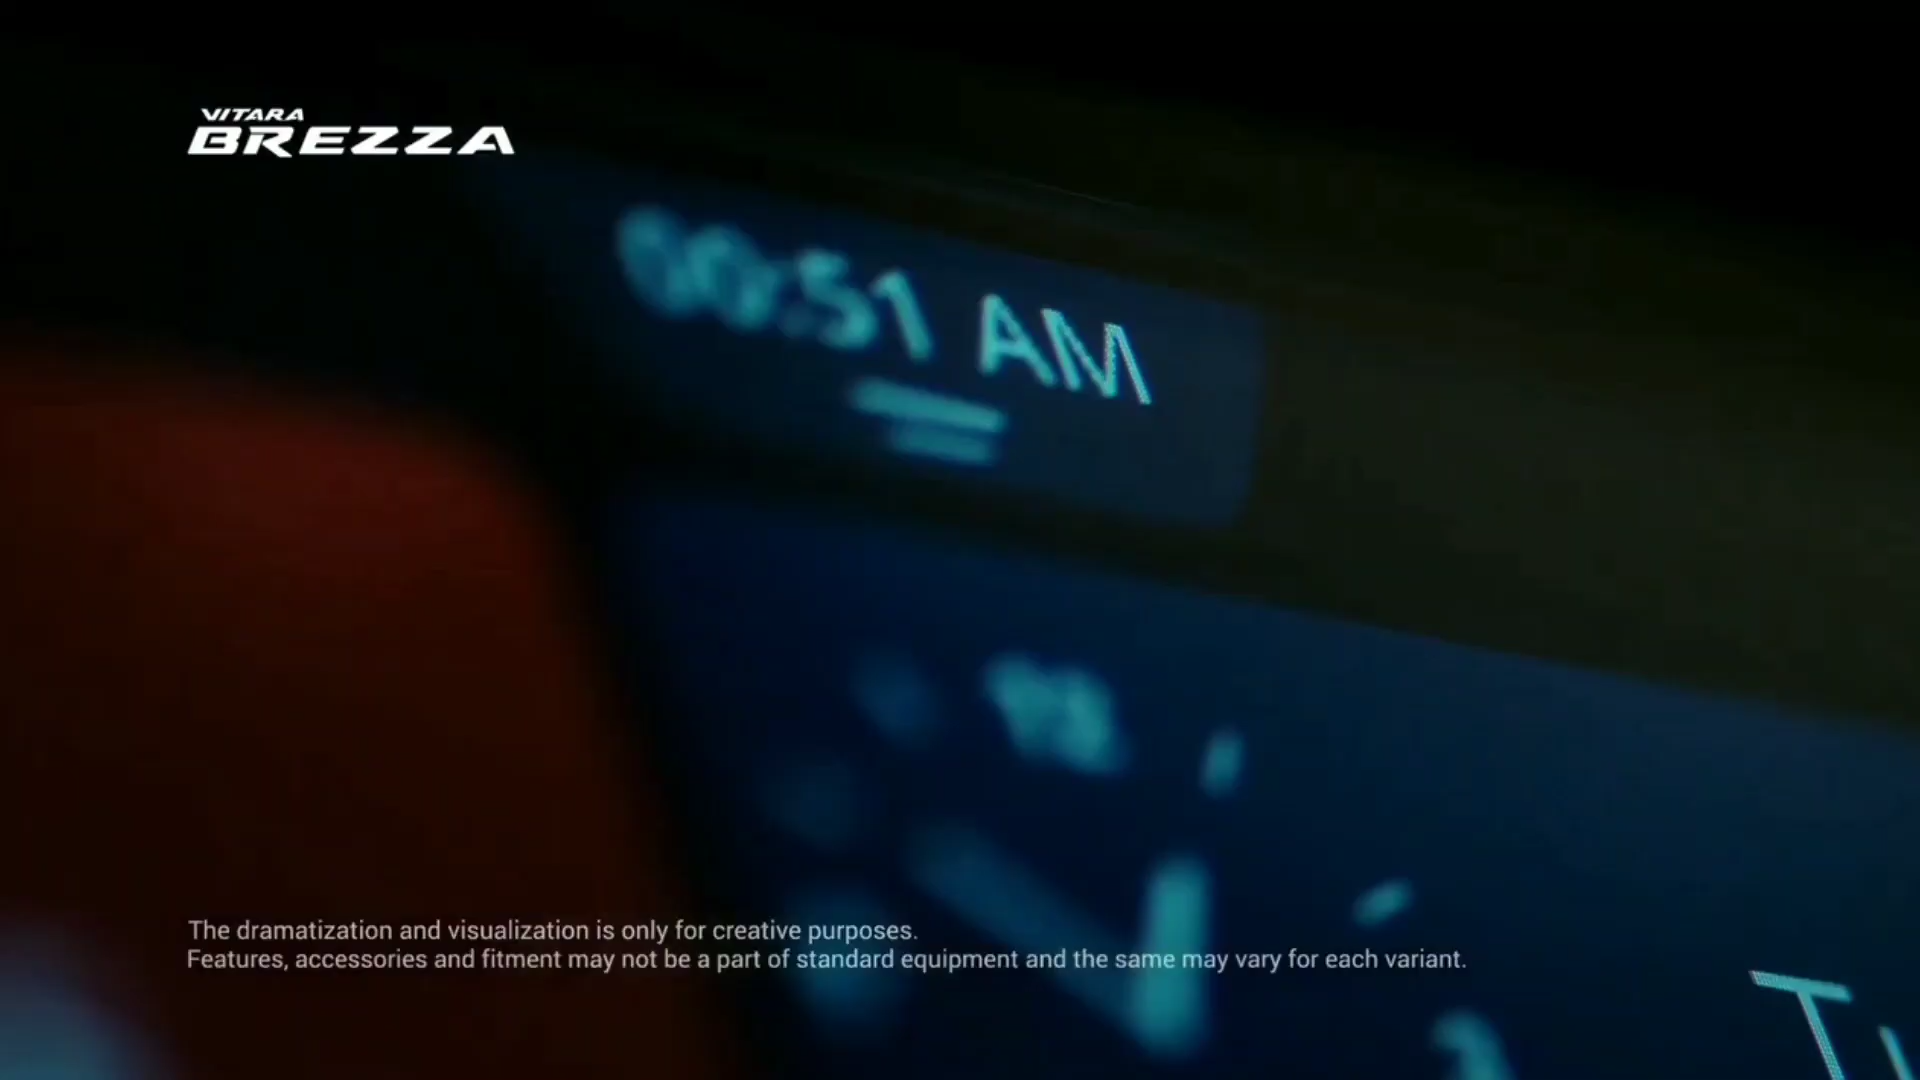 VITARA
BREZZA
00:51 AM
The dramatization and visualization is only for creative purposes.
Features, accessories and fitment may not be a part of standard equipment and the same may vary for each variant.